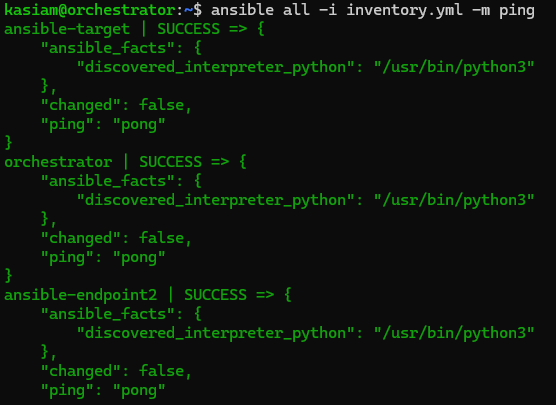 kasiam@orchestrator:~$ ansible all -i inventory.yml -m ping
ansible-target | SUCCESS => {
    "ansible_facts": {
        "discovered_interpreter_python": "/usr/bin/python3"
    },
    "changed": false,
    "ping": "pong"
}
orchestrator | SUCCESS => {
    "ansible_facts": {
        "discovered_interpreter_python": "/usr/bin/python3"
    },
    "changed": false,
    "ping": "pong"
}
ansible-endpoint2 | SUCCESS => {
    "ansible_facts": {
        "discovered_interpreter_python": "/usr/bin/python3"
    },
    "changed": false,
    "ping": "pong"